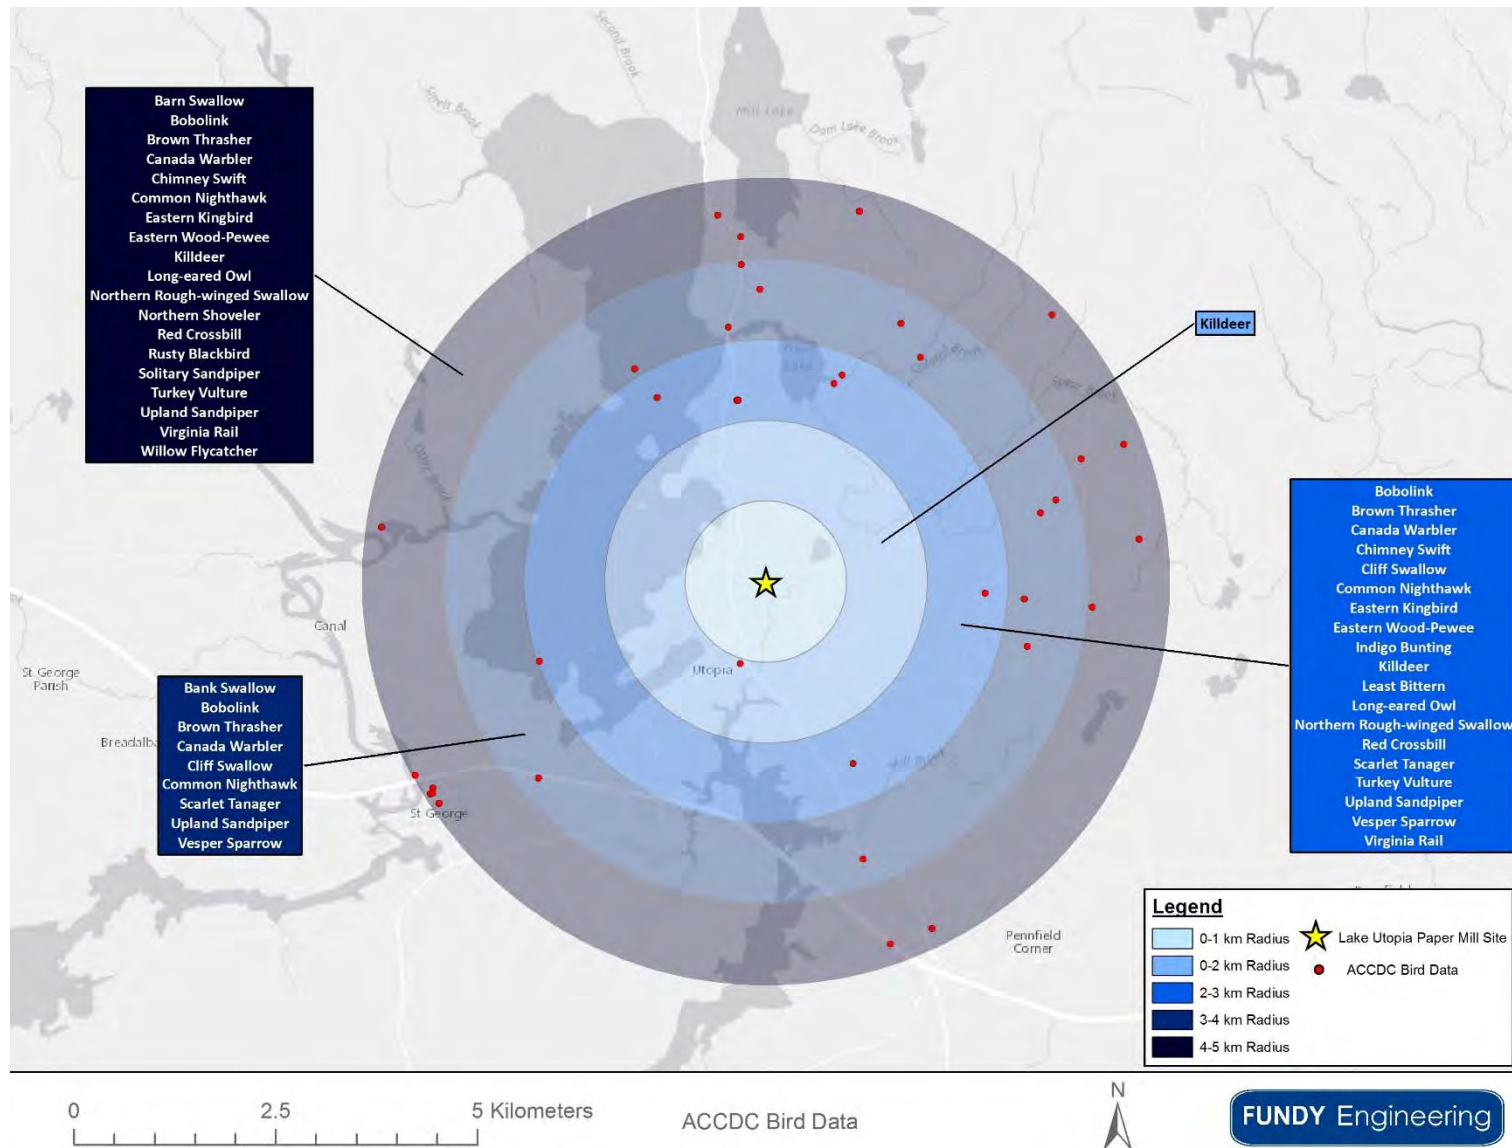 Second Brook
Smelt Brook
Mill Lake
Dam Lake Brook
Barn Swallow
Bobolink
Brown Thrasher
Canada Warbler
Chimney Swift
Common Nighthawk
Eastern Kingbird
Eastern Wood-Pewee
Killdeer
Long-eared Owl
Northern Rough-winged Swallow
Northern Shoveler
Red Crossbill
Rusty Blackbird
Solitary Sandpiper
Turkey Vulture
Upland Sandpiper
Virginia Rail
Willow Flycatcher
Killdeer
Lake
Spear Brook
Bobolink
Brown Thrasher
Canada Warbler
Chimney Swift
Cliff Swallow
Common Nighthawk
Eastern Kingbird
Eastern Wood-Pewee
Indigo Bunting
Killdeer
Least Bittern
Long-eared Owl
Northern Rough-winged Swallow
Red Crossbill
Scarlet Tanager
Turkey Vulture
Upland Sandpiper
Vesper Sparrow
Virginia Rail
Canal
St George
Parish
Utopia
Breadalba
Bank Swallow
Bobolink
Brown Thrasher
Canada Warbler
Cliff Swallow
Common Nighthawk
Scarlet Tanager
Upland Sandpiper
Vesper Sparrow
St George
Mill Brook
Pennfield
Corner
Legend
0-1 km Radius
0-2 km Radius
2-3 km Radius
3-4 km Radius
4-5 km Radius
Lake Utopia Paper Mill Site
ACCDC Bird Data
0 2.5 5 Kilometers
ACCDC Bird Data
N
FUNDY Engineering